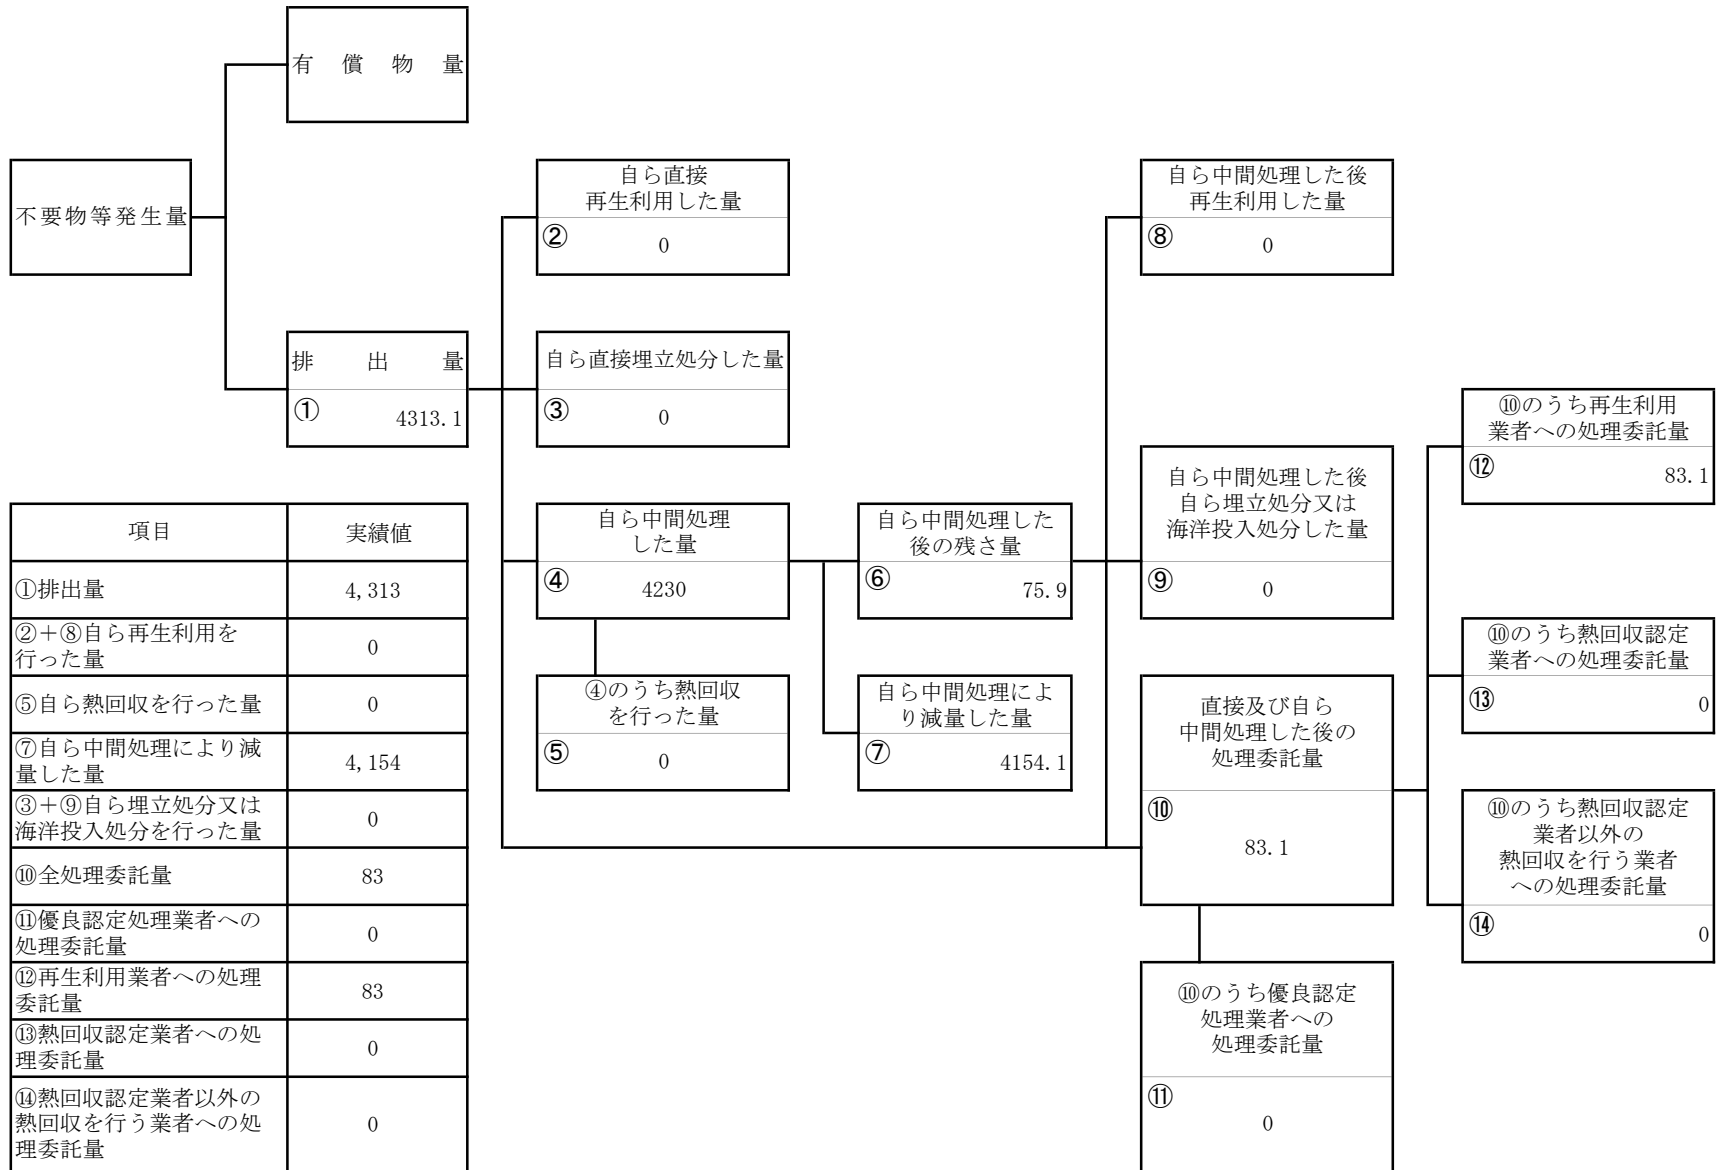 有償物量
不要物等発生量
排出量
①
4313.1
自ら直接
再生利用した量
②
0
自ら直接埋立処分した量
③
0
自ら中間処理
した量
④
4230
④のうち熱回収
を行った量
⑤
0
自ら中間処理した
後の残さ量
⑥
75.9
自ら中間処理によ
り減量した量
⑦
4154.1
自ら中間処理した後
再生利用した量
⑧
0
自ら中間処理した後
自ら埋立処分又は
海洋投入処分した量
⑨
0
直接及び自ら
中間処理した後の
処理委託量
⑩
83.1
⑩のうち優良認定
処理業者への
処理委託量
⑪
0
⑩のうち再生利用
業者への処理委託量
⑫
83.1
⑩のうち熱回収認定
業者への処理委託量
⑬
0
⑩のうち熱回収認定
業者以外の
熱回収を行う業者
への処理委託量
⑭
0
項目 実績値
①排出量 4,313
②+⑧自ら再生利用を
行った量 0
⑤自ら熱回収を行った量 0
⑦自ら中間処理により減
量した量 4,154
③+⑨自ら埋立処分又は
海洋投入処分を行った量 0
⑩全処理委託量 83
⑪優良認定処理業者への
処理委託量 0
⑫再生利用業者への処理
委託量 83
⑬熱回収認定業者への処
理委託量 0
⑭熱回収認定業者以外の
熱回収を行う業者への処
理委託量 0